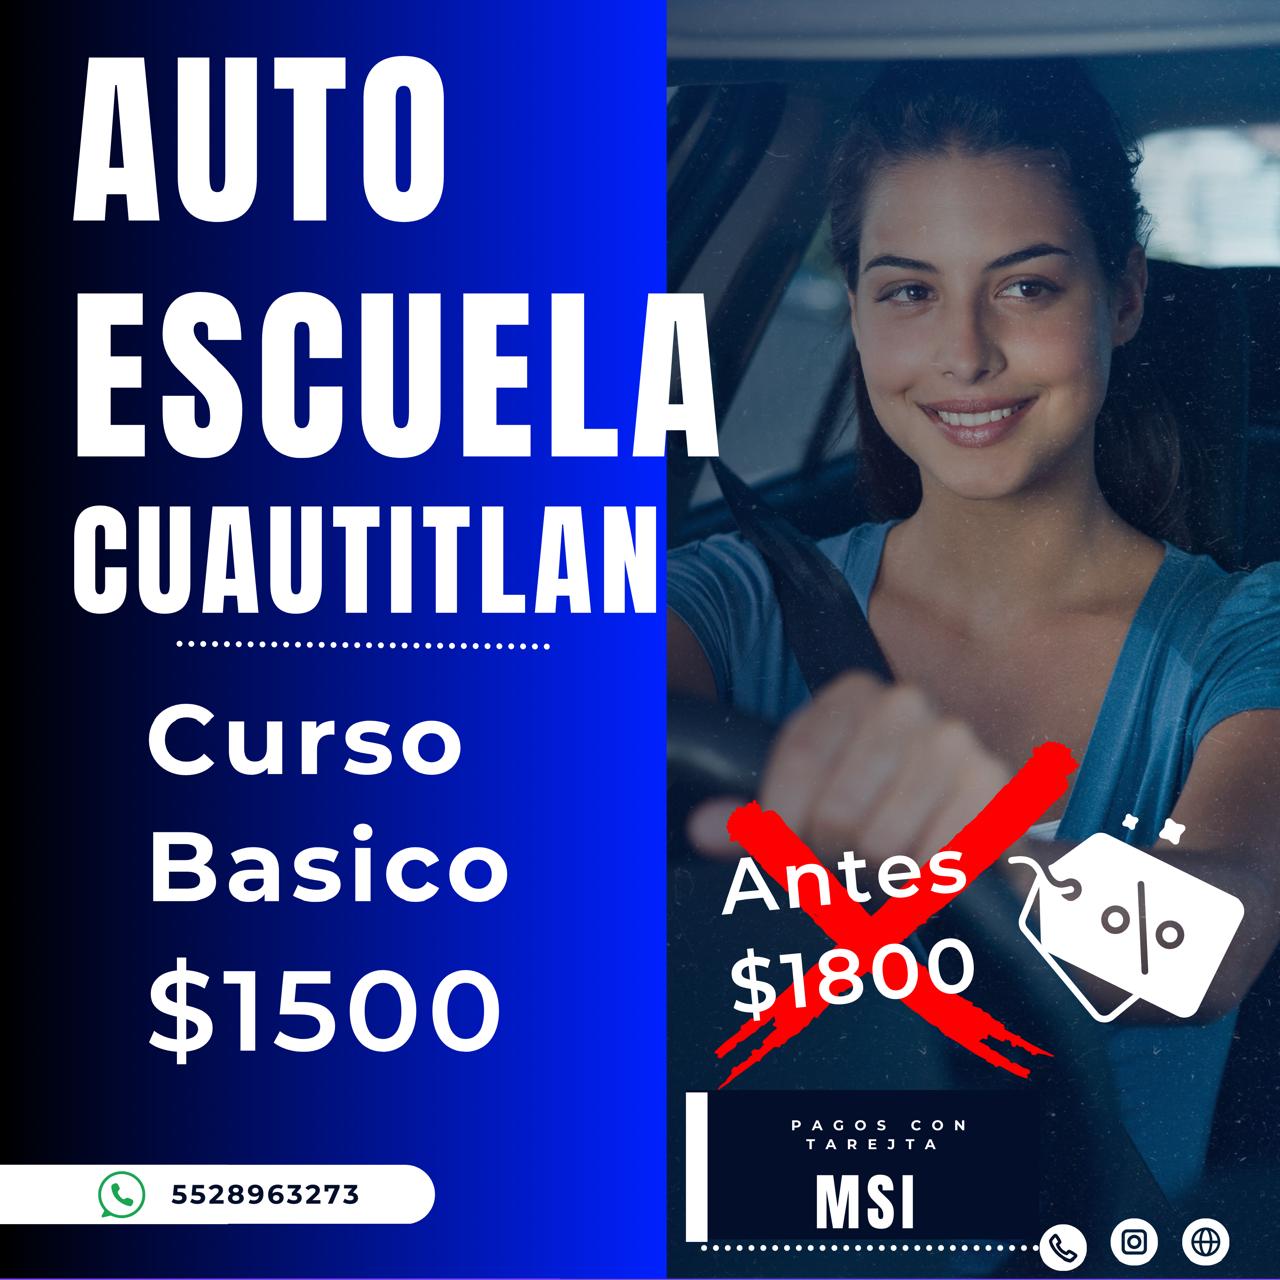 AUTO
ESCUELA
CUAUTITLAN
Curso
Basico
$1500
5528963273
Antes
$1800
%
PAGOS CON
TAREJTA
MSI